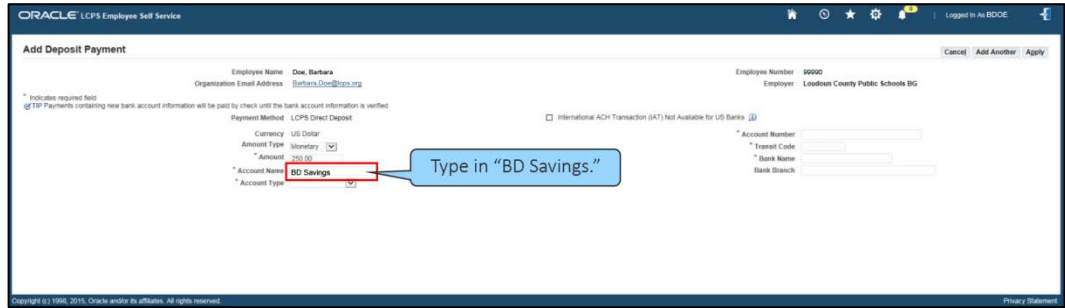 ORACLE® LCPS Employee Self Service
Logged In As BDOE
Add Deposit Payment
Cancel Add Another Apply
Employee Name Doe, Barbara
Employee Number 99990
Organization Email Address Barbara.Doe@lcps.org
Employer Loudoun County Public Schools BG
* Indicates required field
TIP Payments containing new bank account information will be paid by check until the bank account information is verified
Payment Method LCPS Direct Deposit
International ACH Transaction (IAT) Not Available for US Banks
Currency US Dollar
* Account Number
Amount Type Monetary
* Transit Code
* Amount 250.00
* Bank Name
* Account Name BD Savings
Bank Branch
* Account Type
Type in “BD Savings.”
Copyright (c) 1998, 2015, Oracle and/or its affiliates. All rights reserved.
Privacy Statement